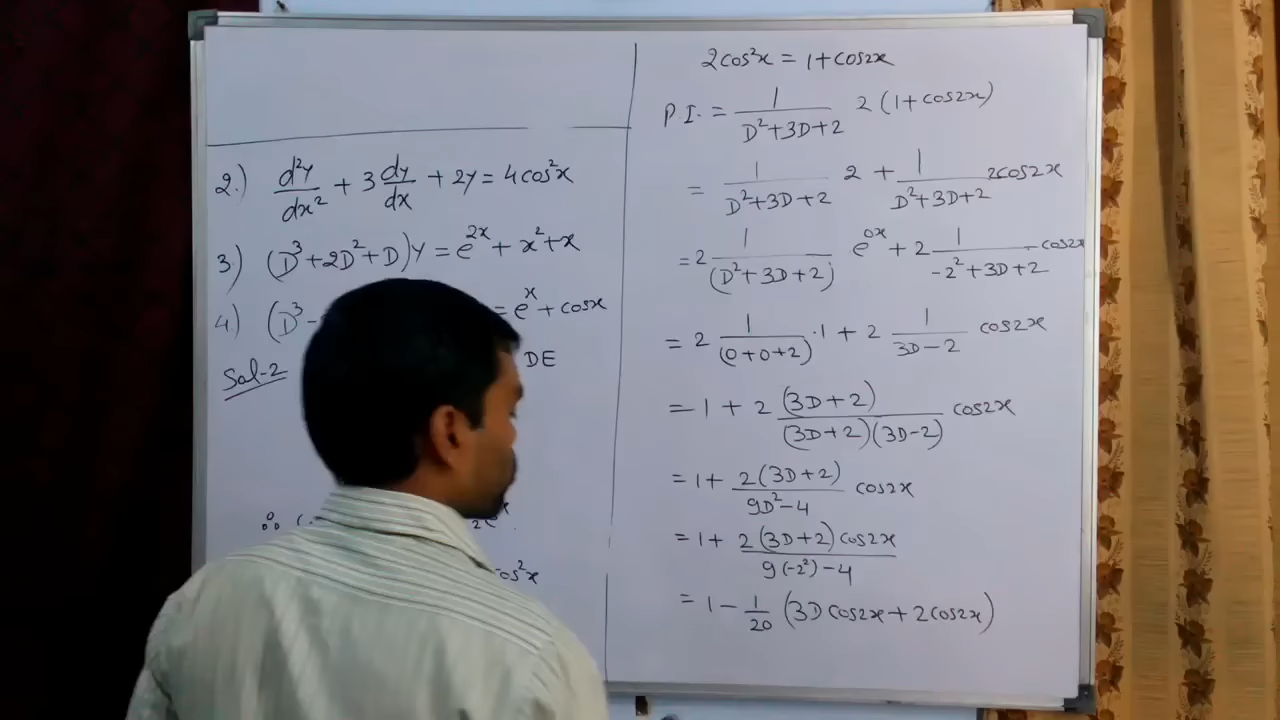 2.) d²y/dx² + 3 dy/dx + 2y = 4cos²x
3) (D³+2D²+D)y = e^2x + x²+x
4) (D³- = e^x + cosx
Sol-2 DE
∴ (
cos²x
2cos²x = 1+cos2x
P.I. = 1/(D²+3D+2) 2(1+cos2x)
= 1/(D²+3D+2) 2 + 1/(D²+3D+2) 2cos2x
= 2 1/(D²+3D+2) e^0x + 2 1/(-2²+3D+2) cos2x
= 2 1/(0+0+2) ·1 + 2 1/(3D-2) cos2x
= 1 + 2 (3D+2)/((3D+2)(3D-2)) cos2x
= 1 + 2(3D+2)/(9D²-4) cos2x
= 1 + 2(3D+2)cos2x/(9(-2²)-4)
= 1 - 1/20 (3D cos2x + 2cos2x)